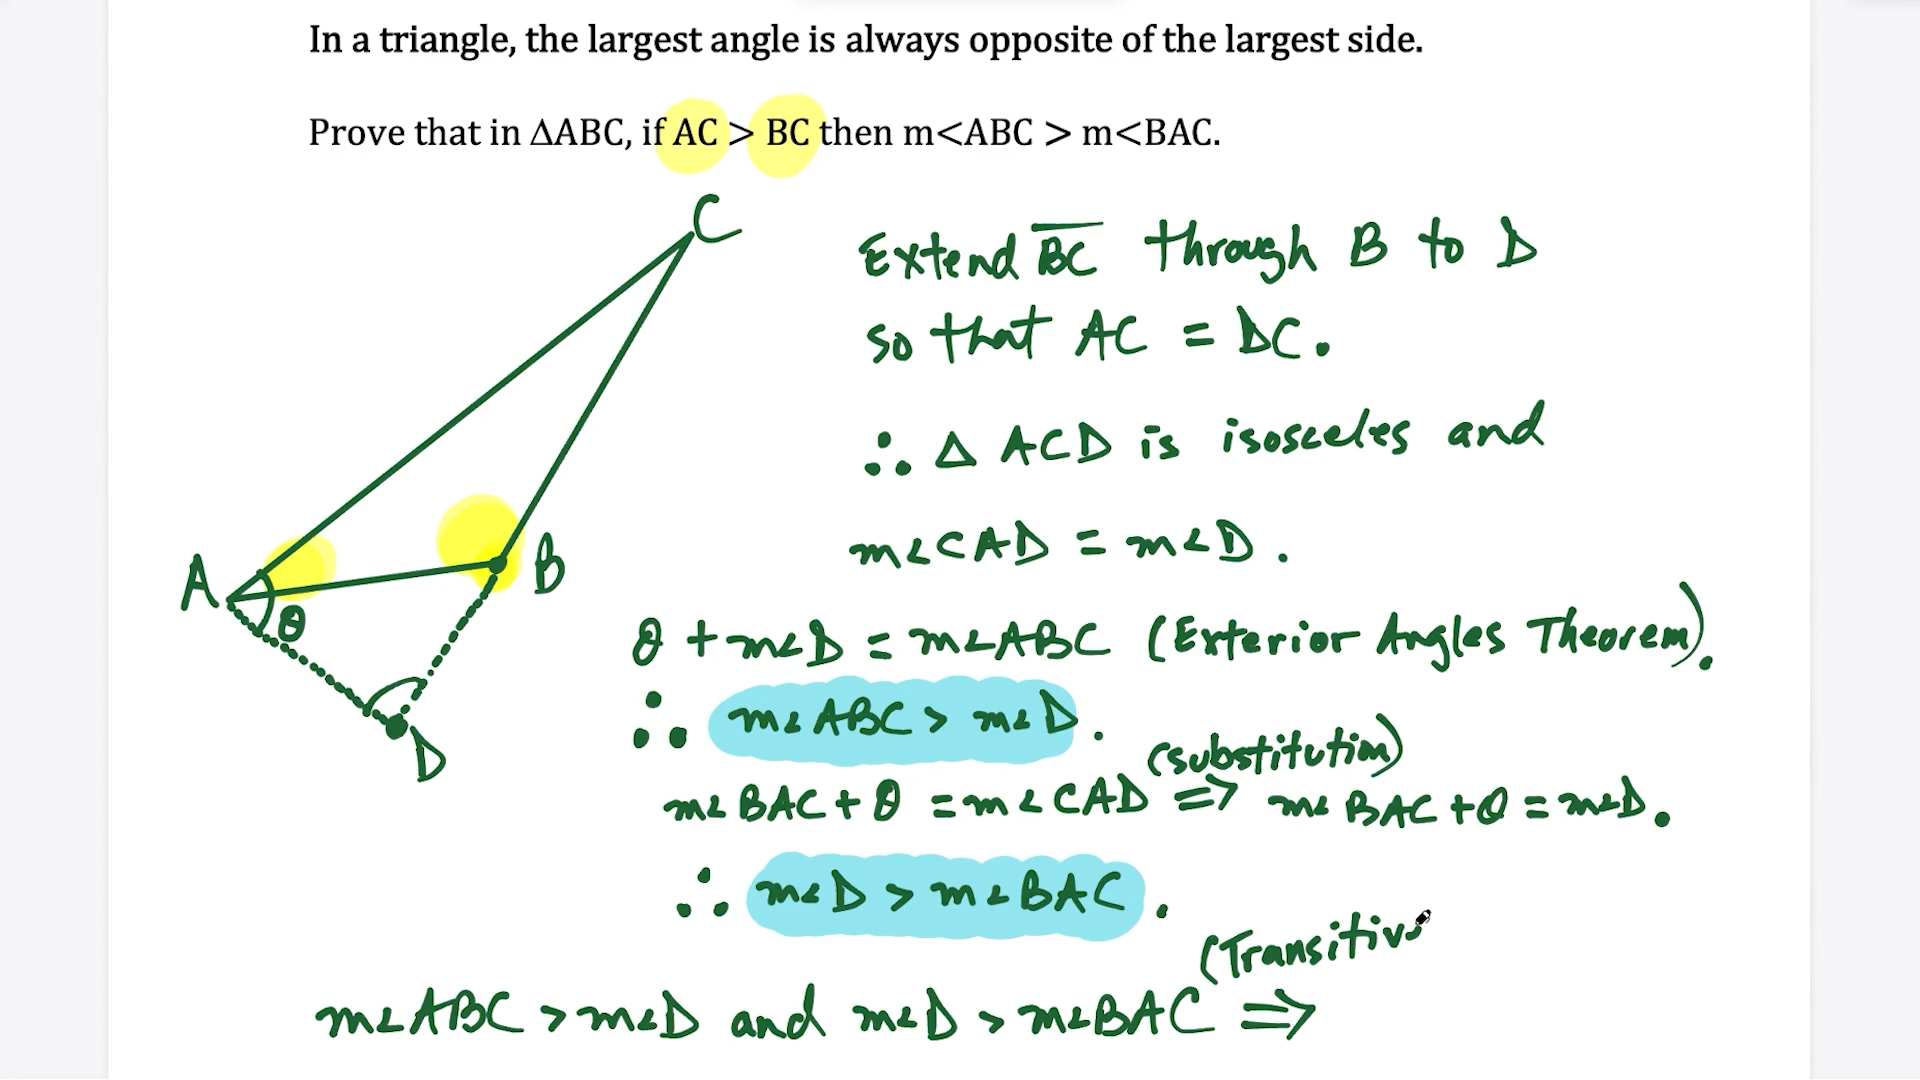 In a triangle, the largest angle is always opposite of the largest side.
Prove that in ΔABC, if AC > BC then m<ABC > m<BAC.
C
A
B
θ
D
Extend B̅C̅ through B to D
so that AC = DC.
∴ Δ ACD is isosceles and
m∠CAD = m∠D.
θ + m∠D = m∠ABC (Exterior Angles Theorem).
∴ m∠ABC > m∠D.
(substitution)
m∠BAC + θ = m∠CAD => m∠BAC + θ = m∠D.
∴ m∠D > m∠BAC.
(Transitiv
m∠ABC > m∠D and m∠D > m∠BAC =>